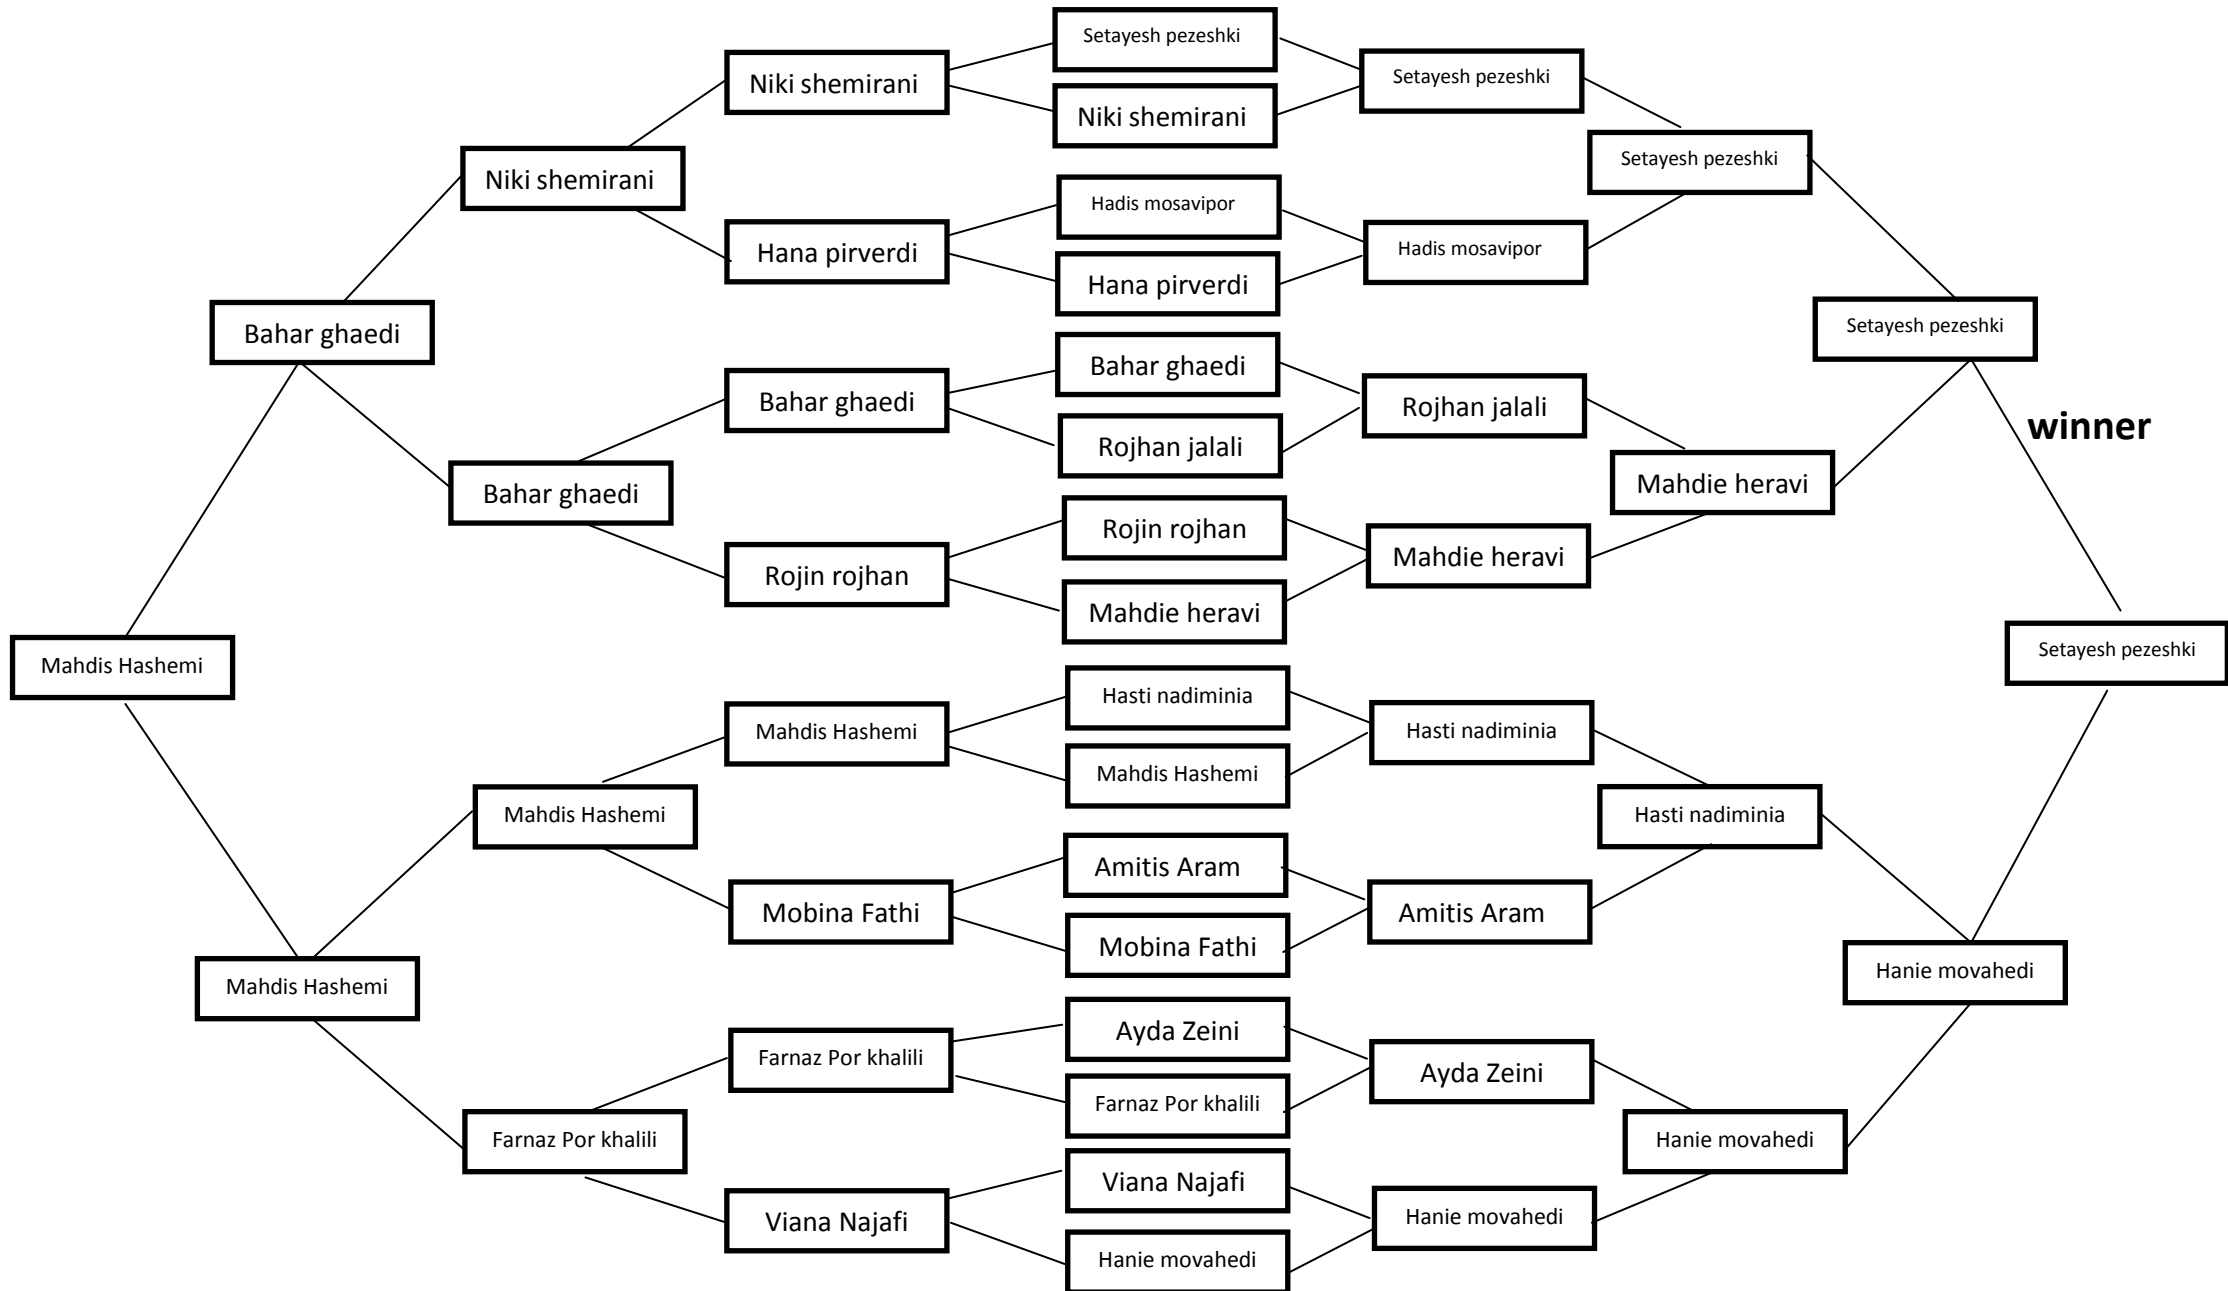 Setayesh pezeshki
Niki shemirani
Setayesh pezeshki
Niki shemirani
Setayesh pezeshki
Niki shemirani
Hadis mosavipor
Hana pirverdi
Hadis mosavipor
Hana pirverdi
Setayesh pezeshki
Bahar ghaedi
Bahar ghaedi
Bahar ghaedi
Rojhan jalali
winner
Rojhan jalali
Mahdie heravi
Bahar ghaedi
Rojin rojhan
Mahdie heravi
Rojin rojhan
Mahdie heravi
Setayesh pezeshki
Mahdis Hashemi
Hasti nadiminia
Mahdis Hashemi
Hasti nadiminia
Mahdis Hashemi
Mahdis Hashemi
Hasti nadiminia
Amitis Aram
Mobina Fathi
Amitis Aram
Mobina Fathi
Hanie movahedi
Mahdis Hashemi
Ayda Zeini
Farnaz Por khalili
Ayda Zeini
Farnaz Por khalili
Farnaz Por khalili
Hanie movahedi
Viana Najafi
Viana Najafi
Hanie movahedi
Hanie movahedi